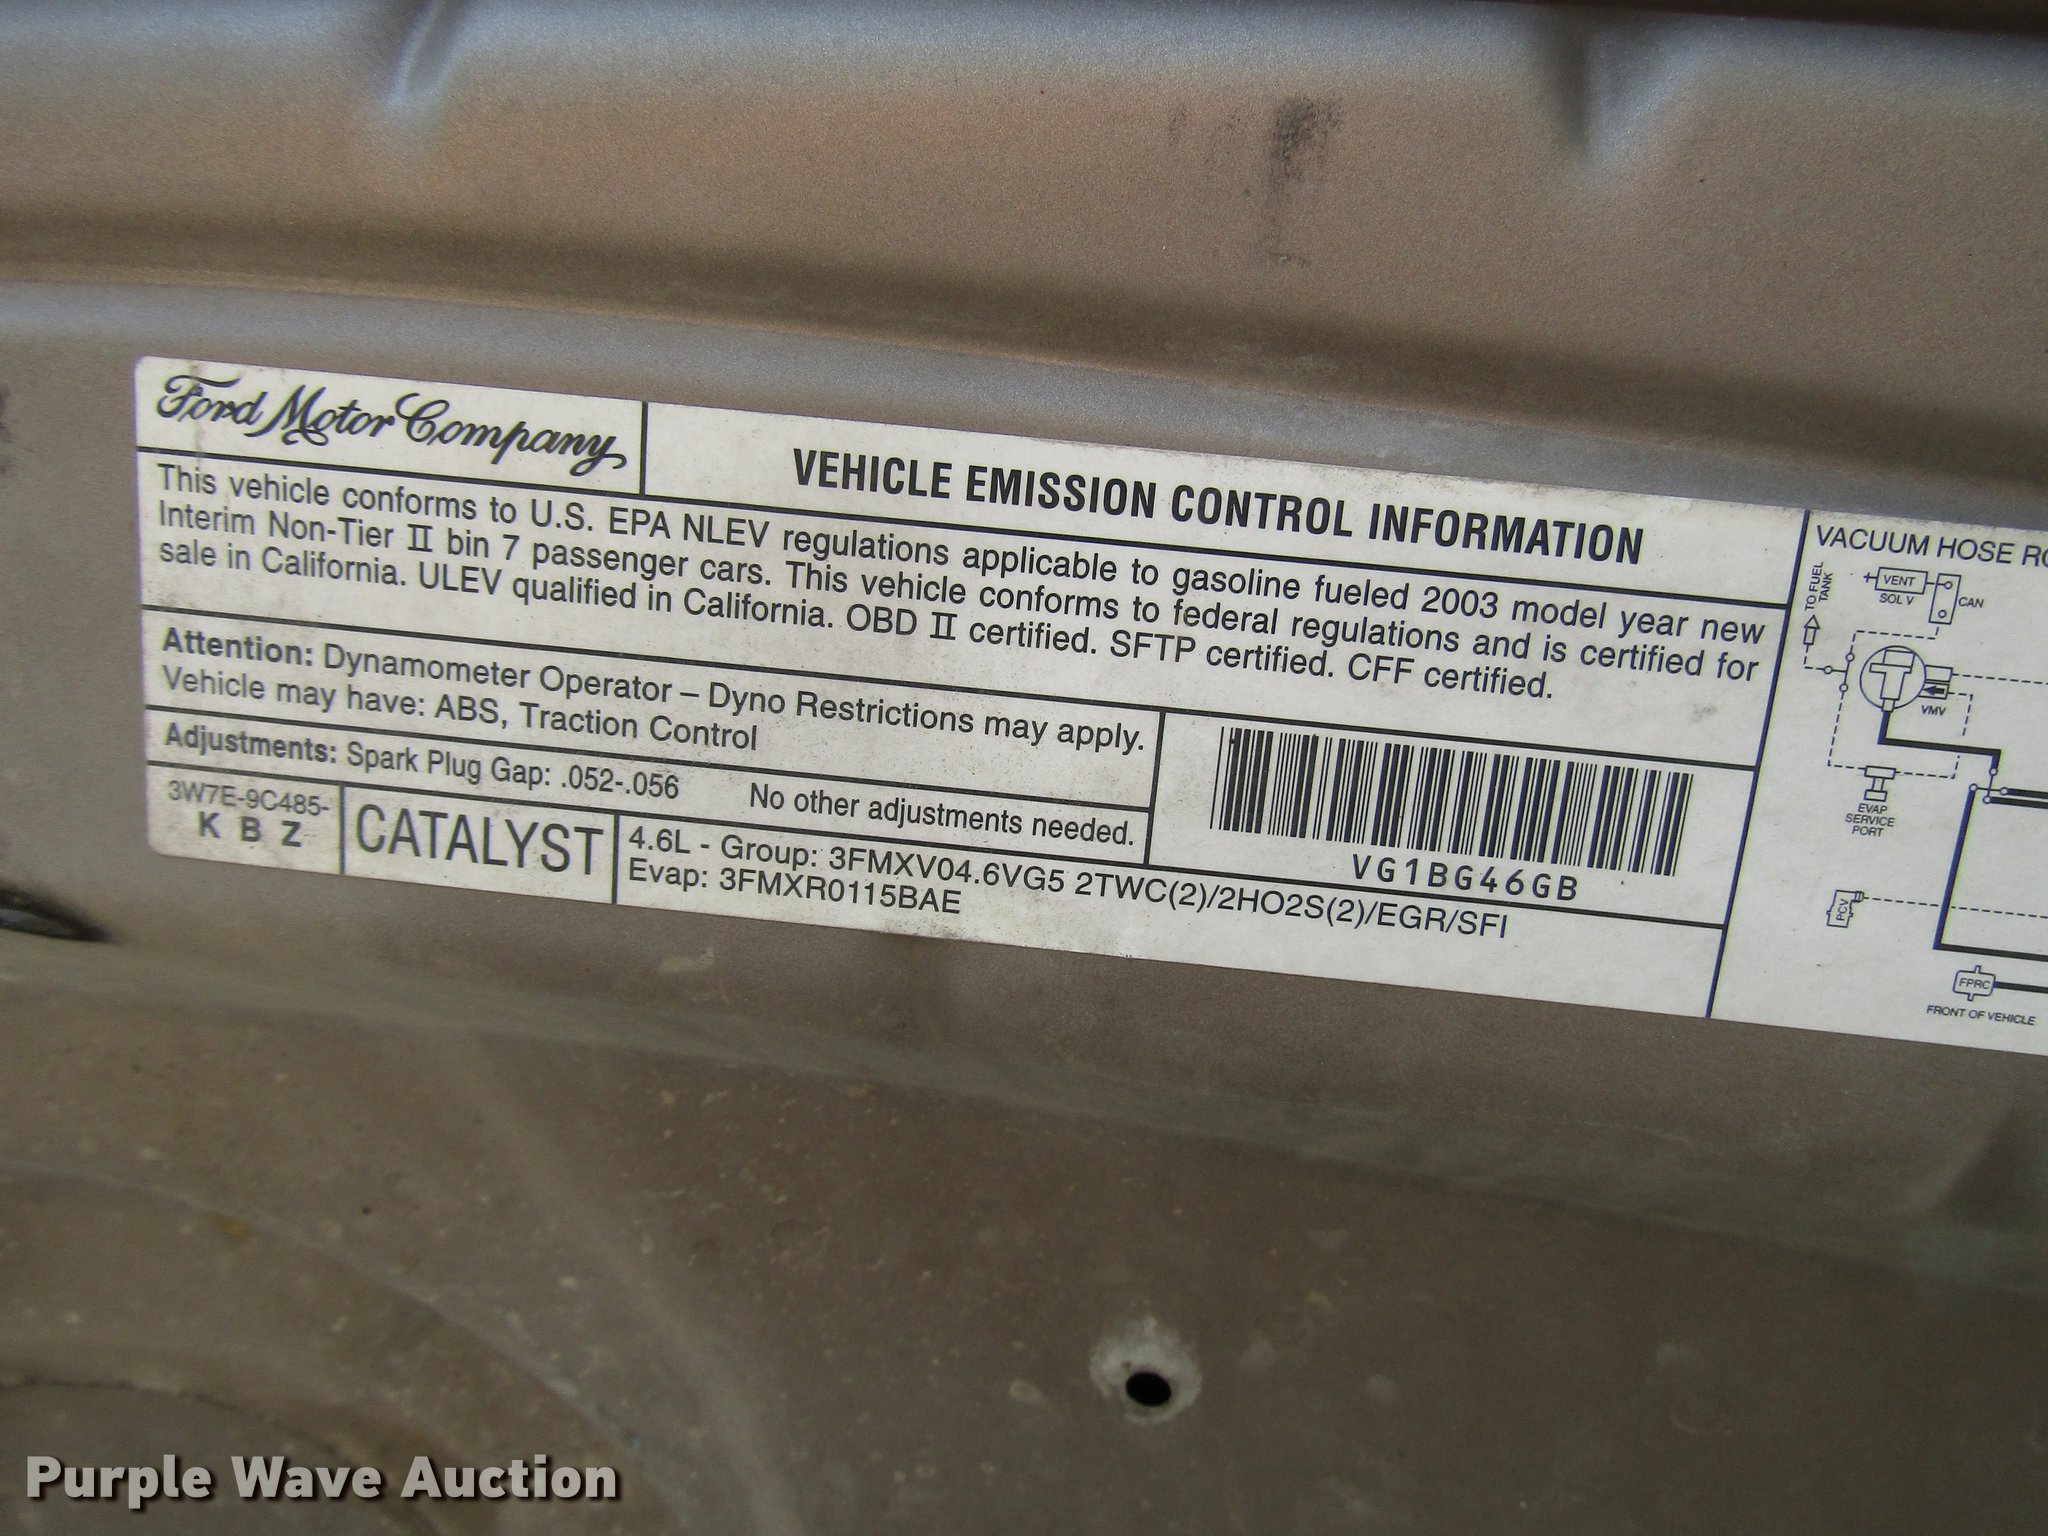 Ford Motor Company
VEHICLE EMISSION CONTROL INFORMATION
This vehicle conforms to U.S. EPA NLEV regulations applicable to gasoline fueled 2003 model year new
Interim Non-Tier II bin 7 passenger cars. This vehicle conforms to federal regulations and is certified for
sale in California. ULEV qualified in California. OBD II certified. SFTP certified. CFF certified.
Attention: Dynamometer Operator – Dyno Restrictions may apply.
Vehicle may have: ABS, Traction Control
Adjustments: Spark Plug Gap: .052-.056 No other adjustments needed.
VG1BG46GB
3W7E-9C485-
K B Z
CATALYST
4.6L - Group: 3FMXV04.6VG5 2TWC(2)/2HO2S(2)/EGR/SFI
Evap: 3FMXR0115BAE
VACUUM HOSE
TO FUEL
TANK
VENT
SOL V
CAN
VMV
EVAP
SERVICE
PORT
PCV
FPRC
FRONT OF VEHICLE
Purple Wave Auction